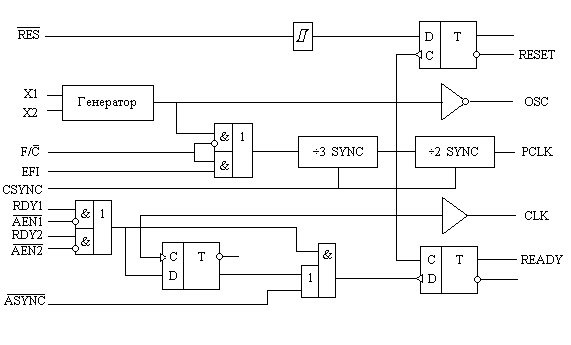 RES D T
C RESET
X1
X2 Генератор OSC
& 1
F/C ÷3 SYNC ÷2 SYNC PCLK
&
EFI
CSYNC
RDY1 & 1
AEN1 CLK
RDY2 &
AEN2 C T & C T READY
D 1 D
ASYNC